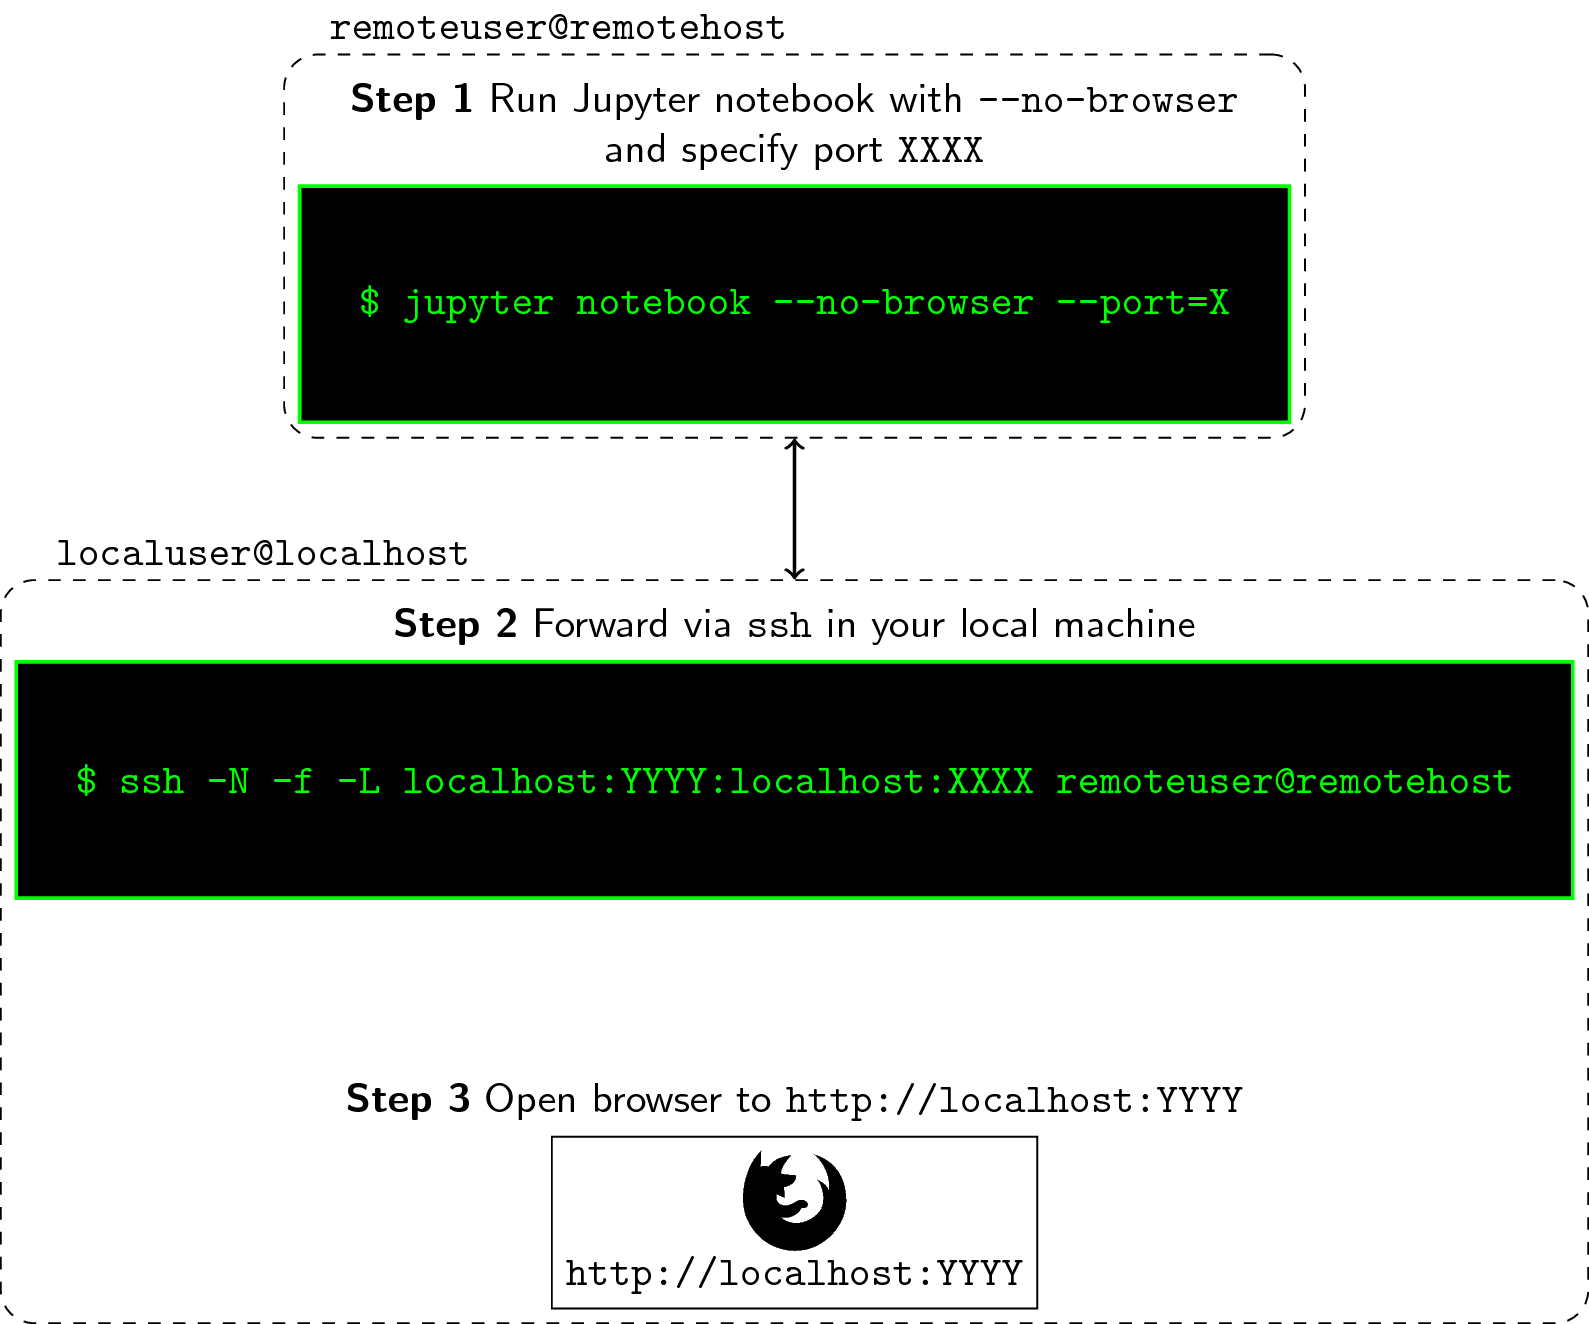 remoteuser@remotehost
Step 1 Run Jupyter notebook with --no-browser
and specify port XXXX
$ jupyter notebook --no-browser --port=X
localuser@localhost
Step 2 Forward via ssh in your local machine
$ ssh -N -f -L localhost:YYYY:localhost:XXXX remoteuser@remotehost
Step 3 Open browser to http://localhost:YYYY
http://localhost:YYYY